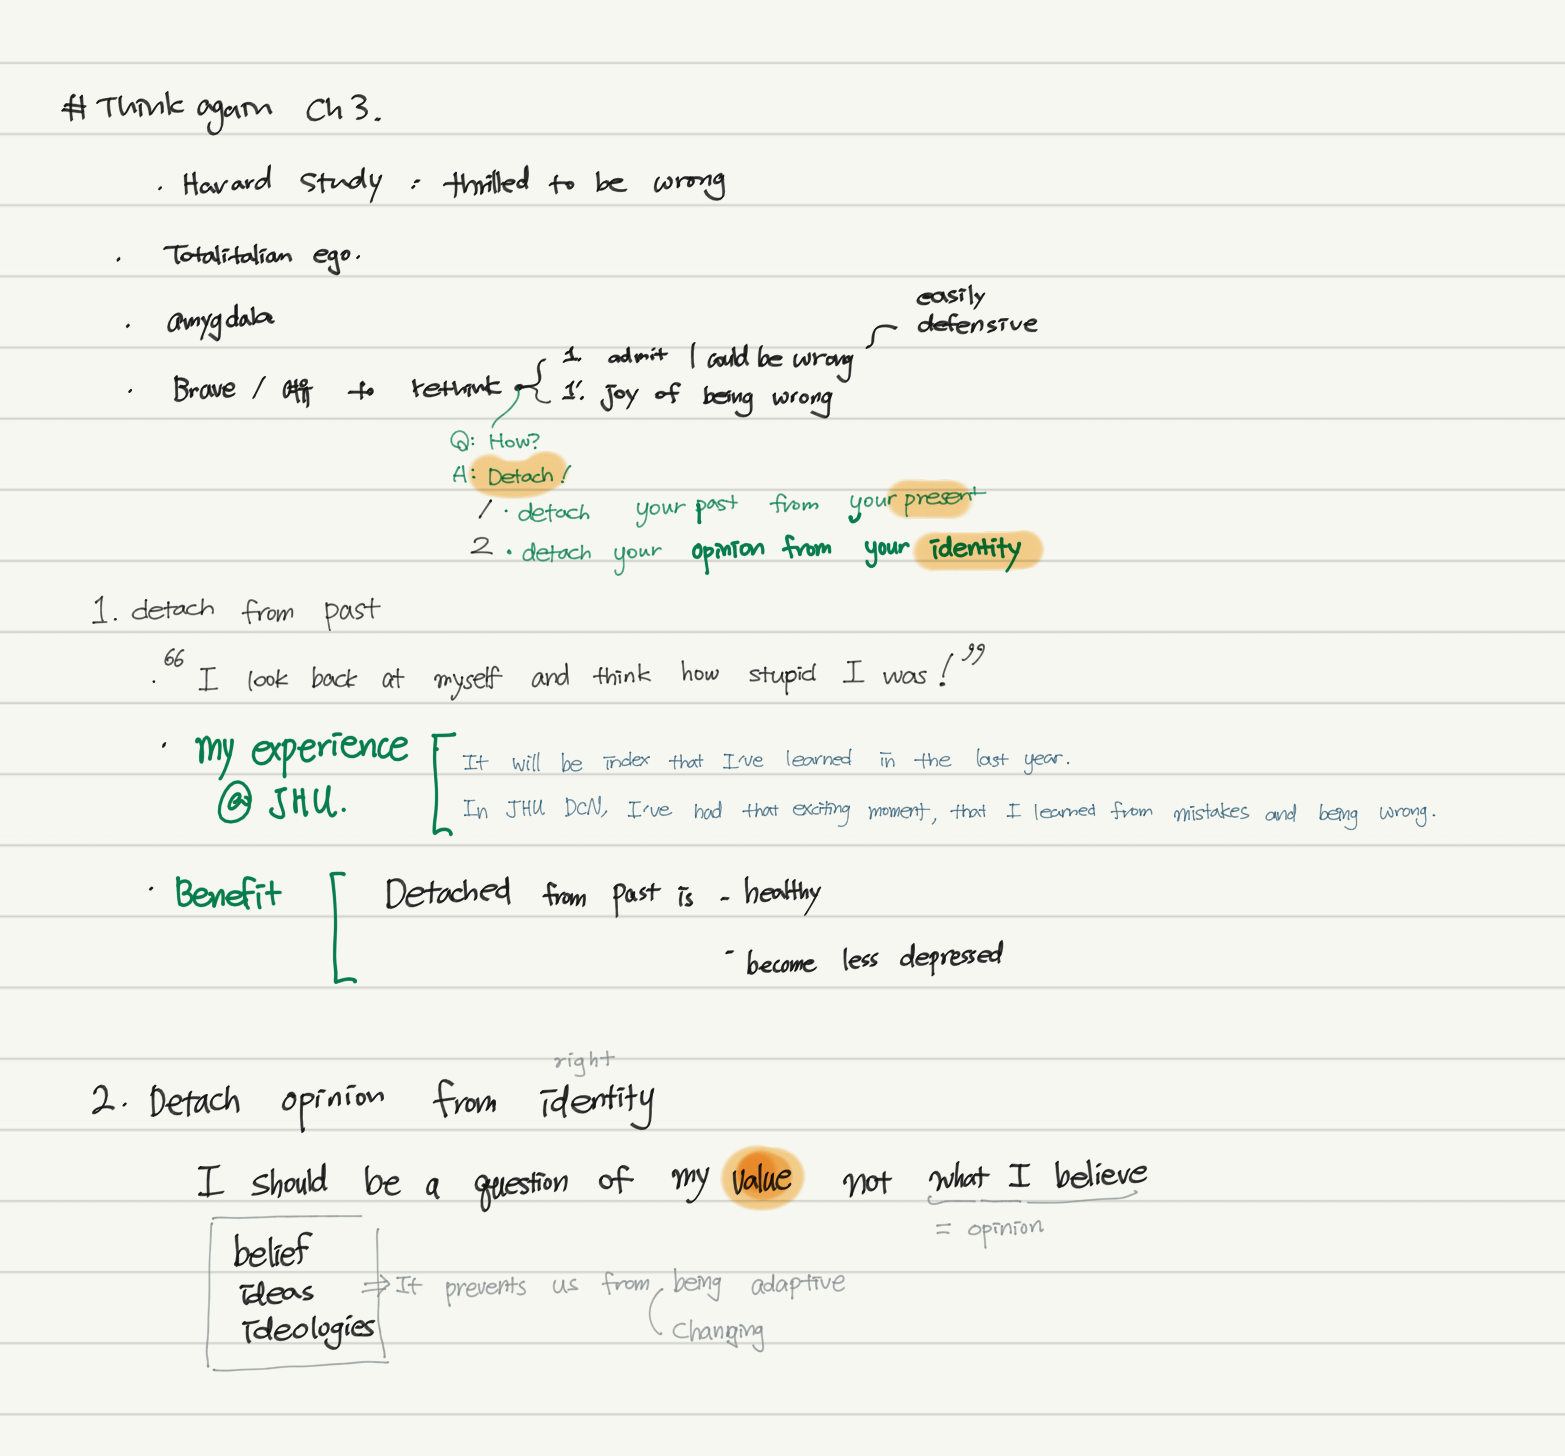 # Think again Ch 3.
· Havard study : thrilled to be wrong
· Totalitalian ego.
· amygdala
easily
defensive
1. admit I could be wrong
· Brave / to rethink
1'. Joy of being wrong
Q: How?
A: Detach!
1 · detach your past from your present
2 · detach your opinion from your identity
1. detach from past
· “ I look back at myself and think how stupid I was! ”
· my experience
@ JHU.
It will be index that I've learned in the last year.
In JHU DCN, I've had that exciting moment, that I learned from mistakes and being wrong.
· Benefit
Detached from past is - healthy
- become less depressed
right
2. Detach opinion from identity
I should be a question of my value not what I believe
= opinion
belief
ideas
Ideologies
⇒ It prevents us from being adaptive
changing